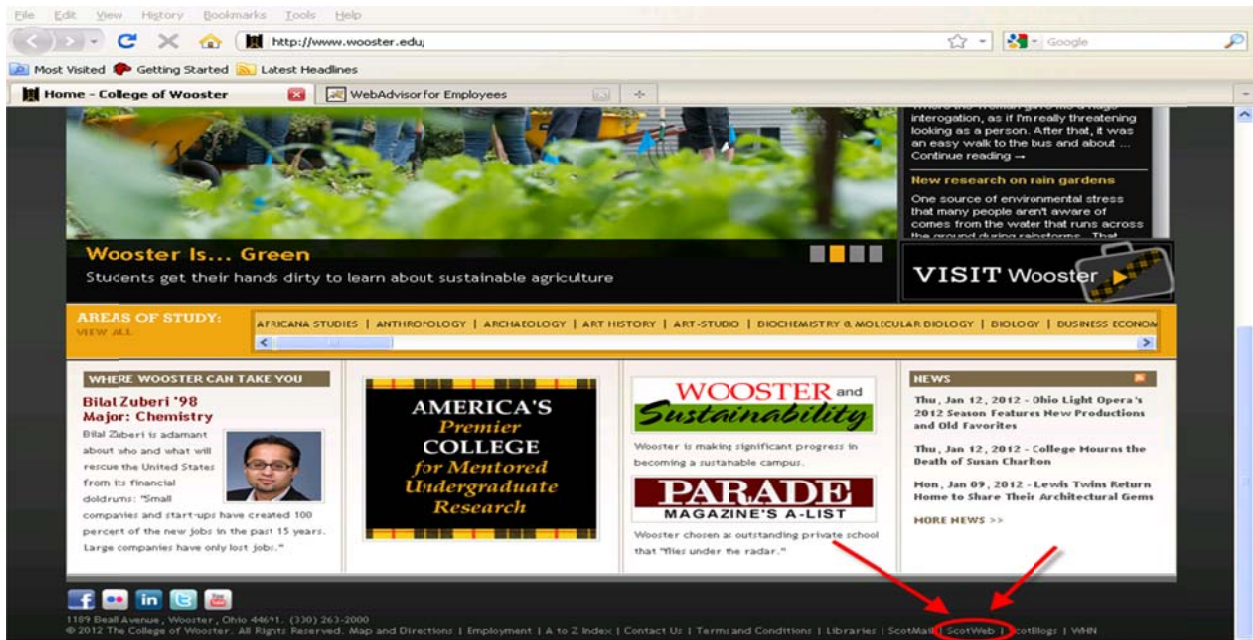 File Edit View History Bookmarks Tools Help
http://www.wooster.edu
Google
Most Visited Getting Started Latest Headlines
Home - College of Wooster
WebAdvisor for Employees
interogation, as if I'm really threatening
looking as a person. After that, it was
an easy walk to the bus and about ...
Continue reading →
New research on rain gardens
One source of environmental stress
that many people aren't aware of
comes from the water that runs across
the ground during rainstorms. That
Wooster Is... Green
Students get their hands dirty to learn about sustainable agriculture
VISIT Wooster
AREAS OF STUDY:
VIEW ALL
AFRICANA STUDIES | ANTHROPOLOGY | ARCHAEOLOGY | ART HISTORY | ART-STUDIO | BIOCHEMISTRY & MOLECULAR BIOLOGY | BIOLOGY | BUSINESS ECONOM
WHERE WOOSTER CAN TAKE YOU
Bilal Zuberi '98
Major: Chemistry
Bilal Zuberi is adamant
about who and what will
rescue the United States
from its financial
doldrums: "Small
companies and start-ups have created 100
percent of the new jobs in the past 15 years.
Large companies have only lost jobs."
AMERICA'S
Premier
COLLEGE
for Mentored
Undergraduate
Research
WOOSTER and
Sustainability
Wooster is making significant progress in
becoming a sustainable campus.
PARADE
MAGAZINE'S A-LIST
Wooster chosen as outstanding private school
that "flies under the radar."
NEWS
Thu, Jan 12, 2012 - Ohio Light Opera's
2012 Season Features New Productions
and Old Favorites
Thu, Jan 12, 2012 - College Mourns the
Death of Susan Charlton
Mon, Jan 09, 2012 - Lewis Twins Return
Home to Share Their Architectural Gems
MORE NEWS >>
1189 Beall Avenue, Wooster, Ohio 44691. (330) 263-2000
© 2012 The College of Wooster. All Rights Reserved. Map and Directions | Employment | A to Z Index | Contact Us | Terms and Conditions | Libraries | ScotMail | ScotWeb | ScotBlogs | WHN